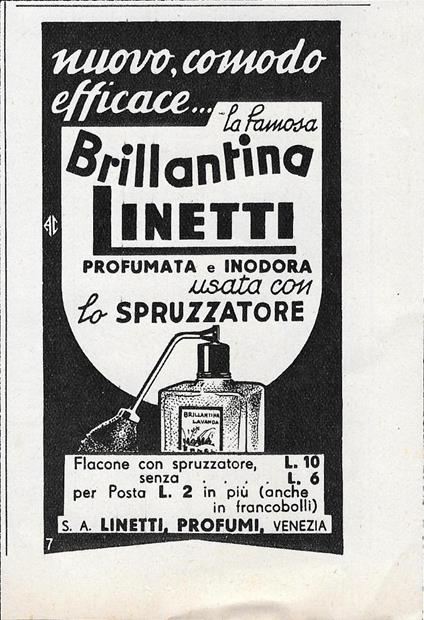 nuovo, comodo
efficace...
la famosa
Brillantina
LINETTI
AC
PROFUMATA e INODORA
usata con
lo SPRUZZATORE
BRILLANTINA
LAVANDA
Flacone con spruzzatore, L. 10
senza . . . . L. 6
per Posta L. 2 in più (anche
in francobolli)
S. A. LINETTI, PROFUMI, VENEZIA
7